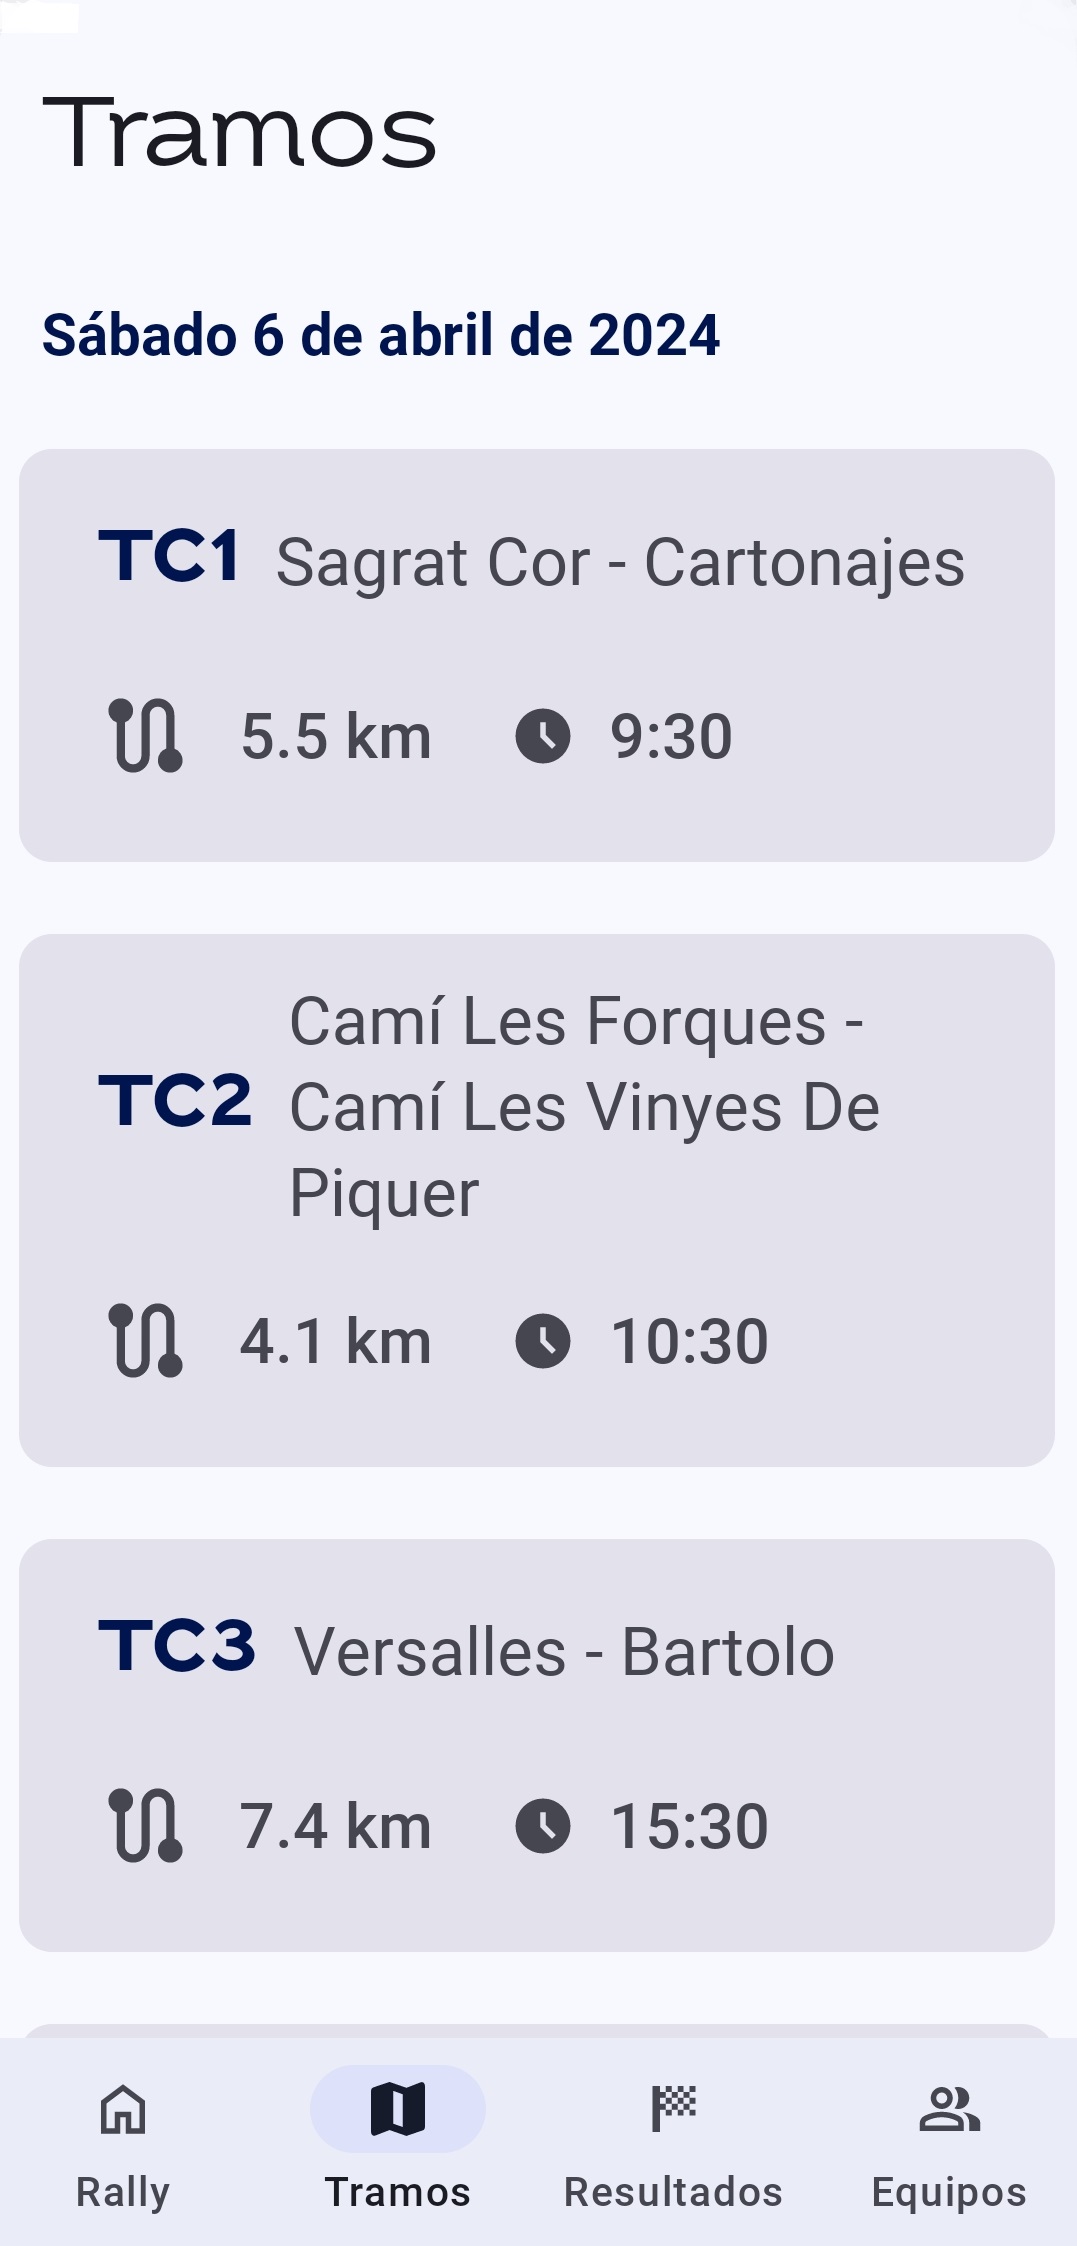 Tramos
Sábado 6 de abril de 2024
TC1 Sagrat Cor - Cartonajes
5.5 km 9:30
TC2 Camí Les Forques -
Camí Les Vinyes De
Piquer
4.1 km 10:30
TC3 Versalles - Bartolo
7.4 km 15:30
Rally Tramos Resultados Equipos